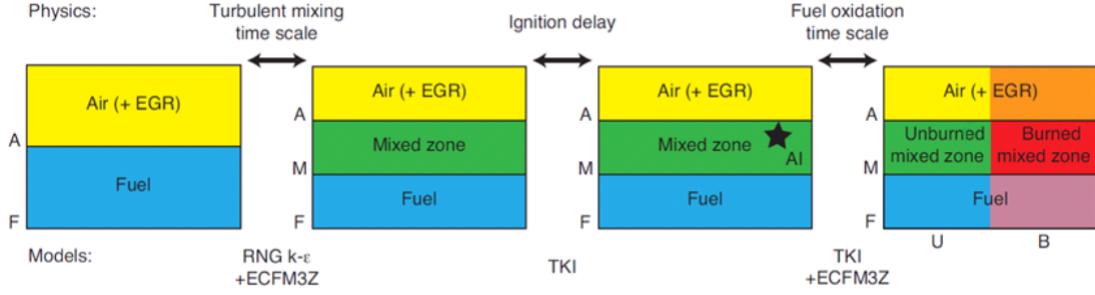 Physics:
Turbulent mixing
time scale
Ignition delay
Fuel oxidation
time scale
Air (+ EGR)
A
Fuel
F
Air (+ EGR)
A
Mixed zone
M
Fuel
F
Air (+ EGR)
A
Mixed zone
AI
M
Fuel
F
Air (+ EGR)
A
Unburned
mixed zone
Burned
mixed zone
M
Fuel
F
U
B
Models:
RNG k-ε
+ECFM3Z
TKI
TKI
+ECFM3Z